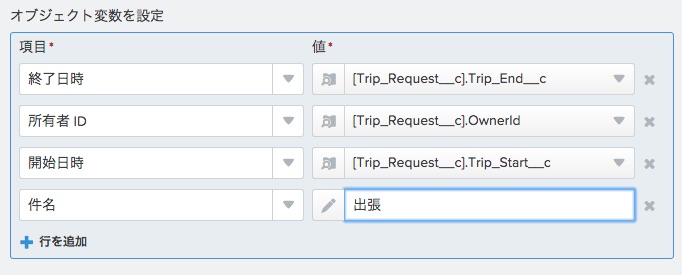 オブジェクト変数を設定
項目* 値*
終了日時 [Trip_Request__c].Trip_End__c
所有者 ID [Trip_Request__c].OwnerId
開始日時 [Trip_Request__c].Trip_Start__c
件名 出張
行を追加